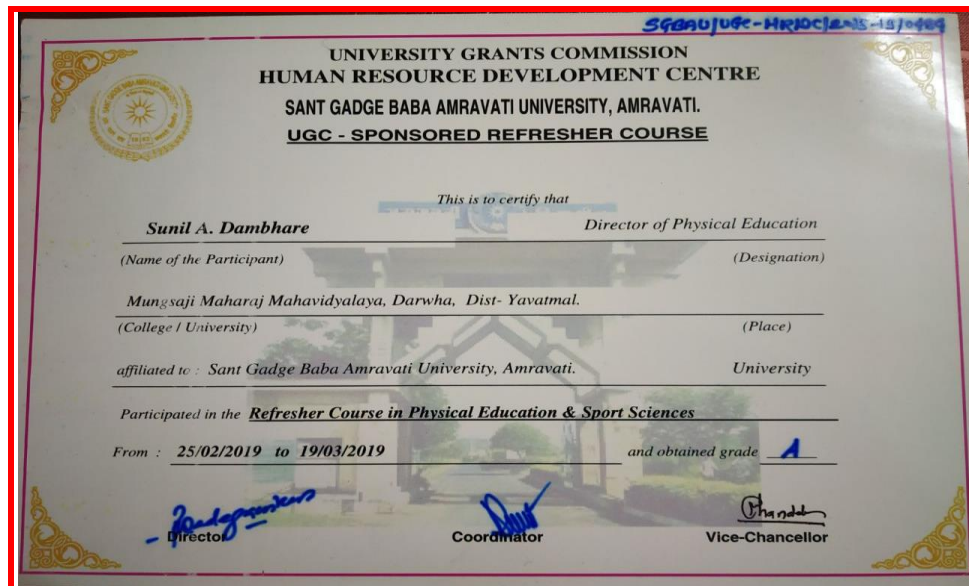 UNIVERSITY GRANTS COMMISSION
HUMAN RESOURCE DEVELOPMENT CENTRE
SANT GADGE BABA AMRAVATI UNIVERSITY, AMRAVATI.
UGC - SPONSORED REFRESHER COURSE
This is to certify that
Sunil A. Dambhare Director of Physical Education
(Name of the Participant) (Designation)
Mungsaji Maharaj Mahavidyalaya, Darwha, Dist- Yavatmal.
(College / University) (Place)
affiliated to : Sant Gadge Baba Amravati University, Amravati. University
Participated in the Refresher Course in Physical Education & Sport Sciences
From : 25/02/2019 to 19/03/2019 and obtained grade A
Director Coordinator Vice-Chancellor